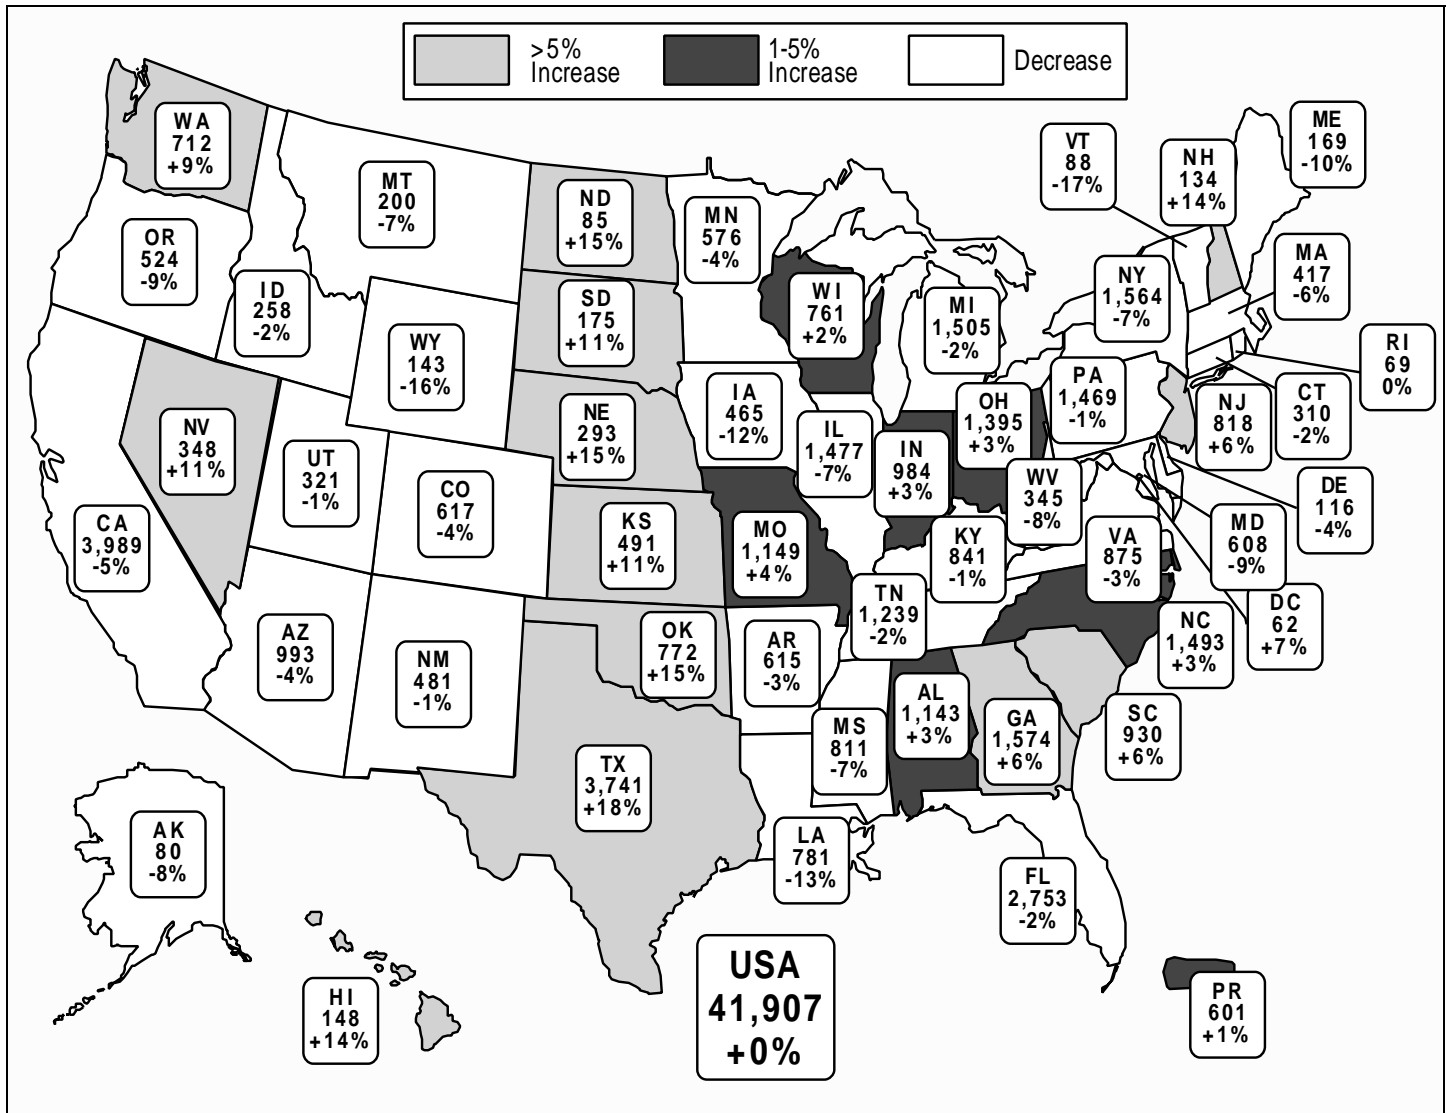 >5%
Increase
1-5%
Increase
Decrease
WA
712
+9%
MT
200
-7%
ND
85
+15%
MN
576
-4%
VT
88
-17%
NH
134
+14%
ME
169
-10%
OR
524
-9%
ID
258
-2%
WY
143
-16%
SD
175
+11%
WI
761
+2%
MI
1,505
-2%
NY
1,564
-7%
MA
417
-6%
RI
69
0%
NV
348
+11%
UT
321
-1%
CO
617
-4%
NE
293
+15%
IA
465
-12%
IL
1,477
-7%
IN
984
+3%
OH
1,395
+3%
PA
1,469
-1%
NJ
818
+6%
CT
310
-2%
CA
3,989
-5%
KS
491
+11%
MO
1,149
+4%
KY
841
-1%
WV
345
-8%
VA
875
-3%
MD
608
-9%
DE
116
-4%
AZ
993
-4%
NM
481
-1%
OK
772
+15%
AR
615
-3%
TN
1,239
-2%
NC
1,493
+3%
DC
62
+7%
TX
3,741
+18%
MS
811
-7%
AL
1,143
+3%
GA
1,574
+6%
SC
930
+6%
AK
80
-8%
LA
781
-13%
FL
2,753
-2%
HI
148
+14%
USA
41,907
+0%
PR
601
+1%